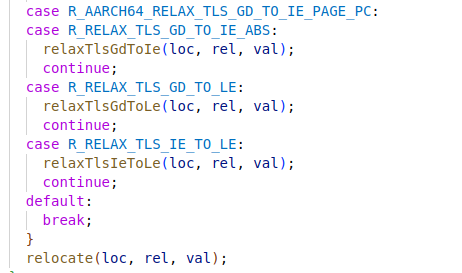 case R_AARCH64_RELAX_TLS_GD_TO_IE_PAGE_PC:
case R_RELAX_TLS_GD_TO_IE_ABS:
relaxTlsGdToIe(loc, rel, val);
continue;
case R_RELAX_TLS_GD_TO_LE:
relaxTlsGdToLe(loc, rel, val);
continue;
case R_RELAX_TLS_IE_TO_LE:
relaxTlsIeToLe(loc, rel, val);
continue;
default:
break;
}
relocate(loc, rel, val);